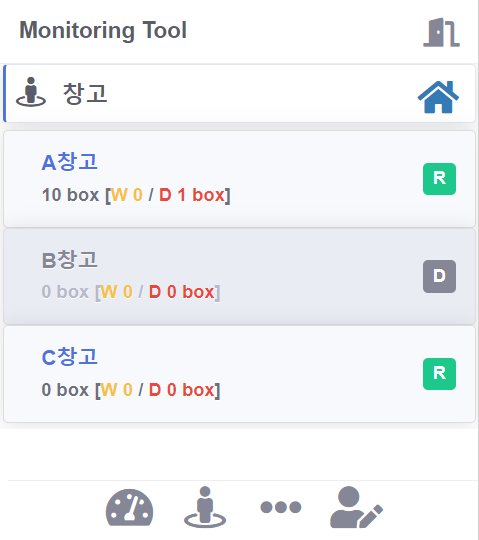 Monitoring Tool
창고
A창고
10 box [W 0 / D 1 box]
R
B창고
0 box [W 0 / D 0 box]
D
C창고
0 box [W 0 / D 0 box]
R